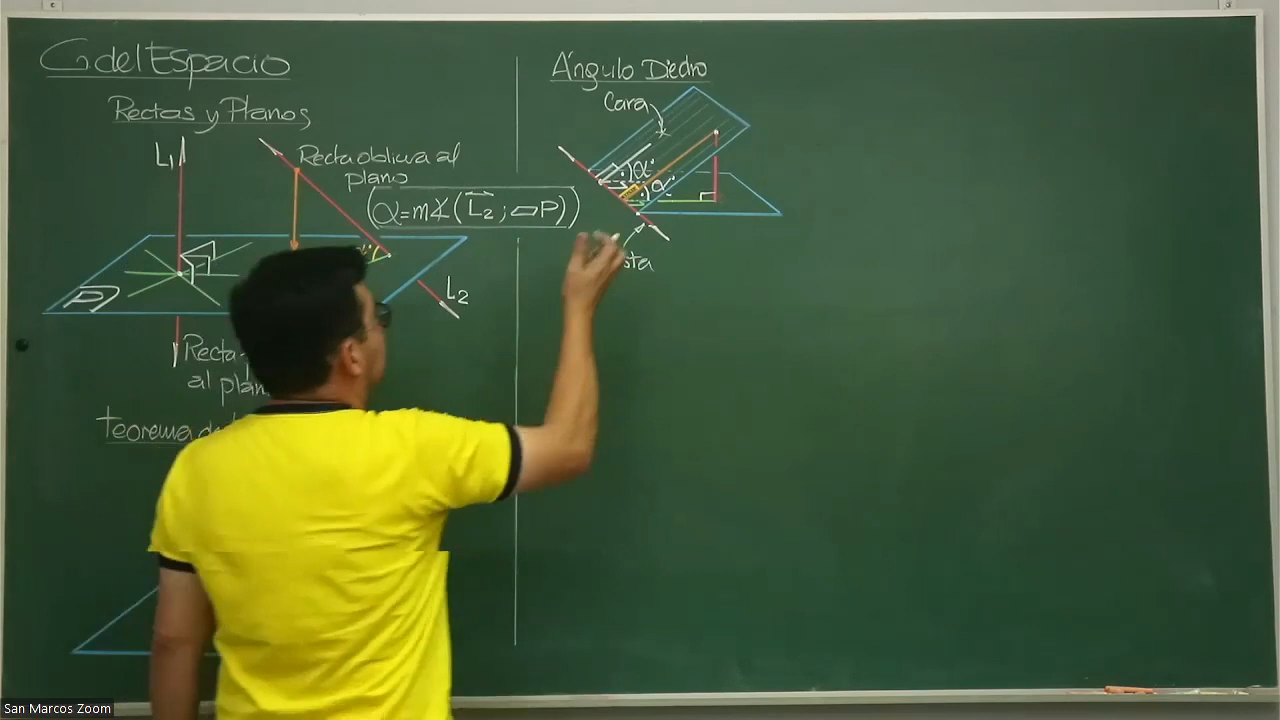 G del Espacio
Rectas y Planos
L1
Recta oblicua al
plano
α=m∡(L2; ▱P)
α°
P
L2
Recta
al plano
Teorema de
Ángulo Diedro
Cara
α°
α°
San Marcos Zoom